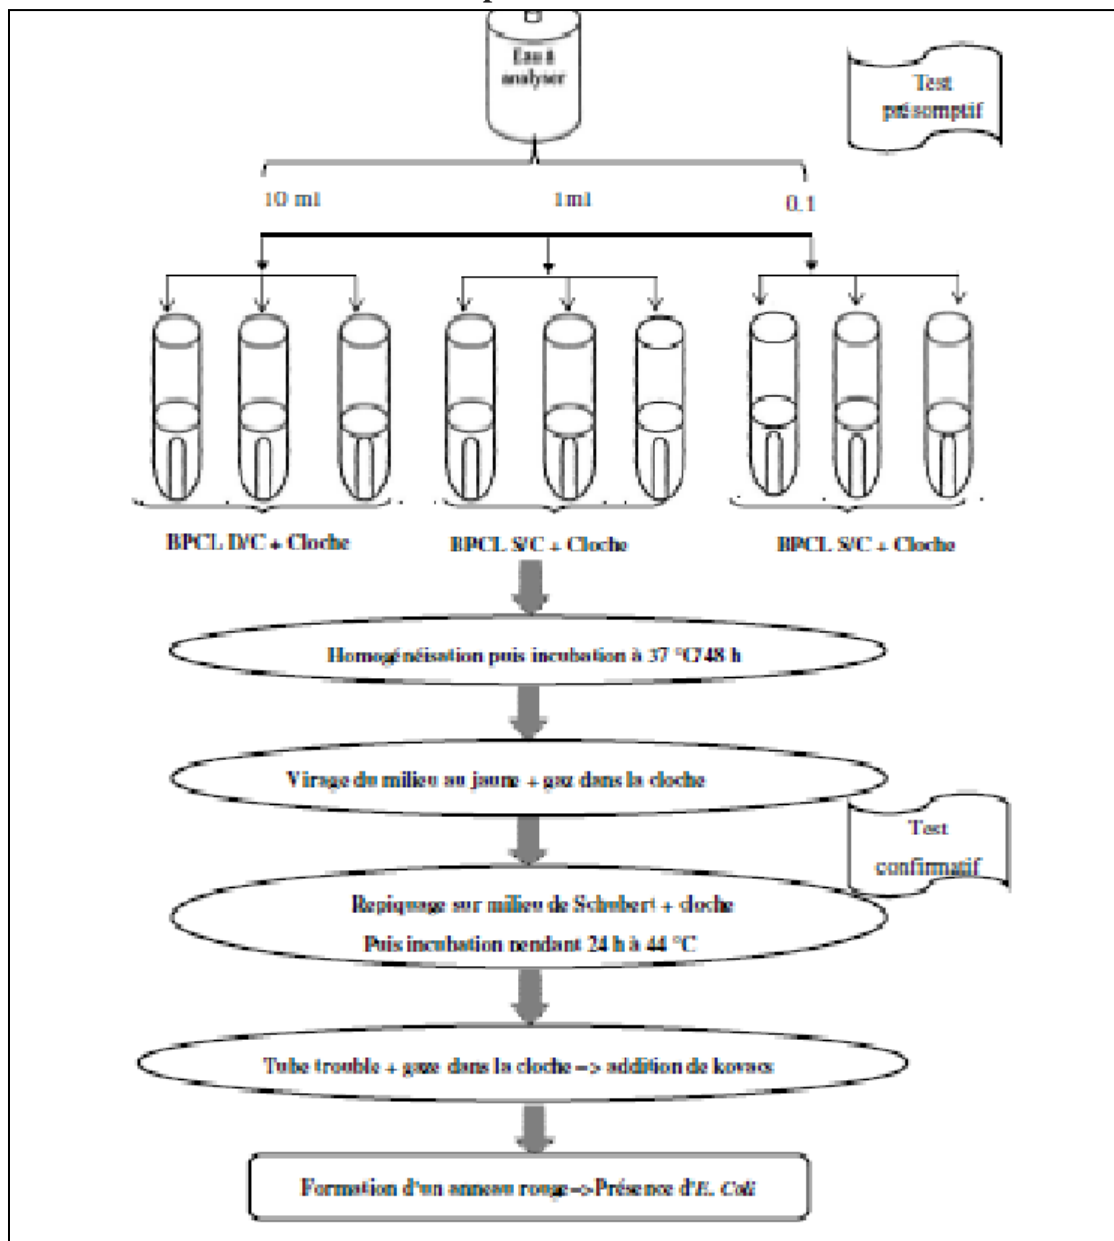 Eau à
analyser
Test
présomptif
10 ml
1ml
0.1
BPCL D/C + Cloche
BPCL S/C + Cloche
BPCL S/C + Cloche
Homogénéisation puis incubation à 37 °C/48 h
Virage du milieu au jaune + gaz dans la cloche
Test
confirmatif
Repiquage sur milieu de Schubert + cloche
Puis incubation pendant 24 h à 44 °C
Tube trouble + gaze dans la cloche –> addition de kovacs
Formation d'un anneau rouge–>Présence d'E. Coli